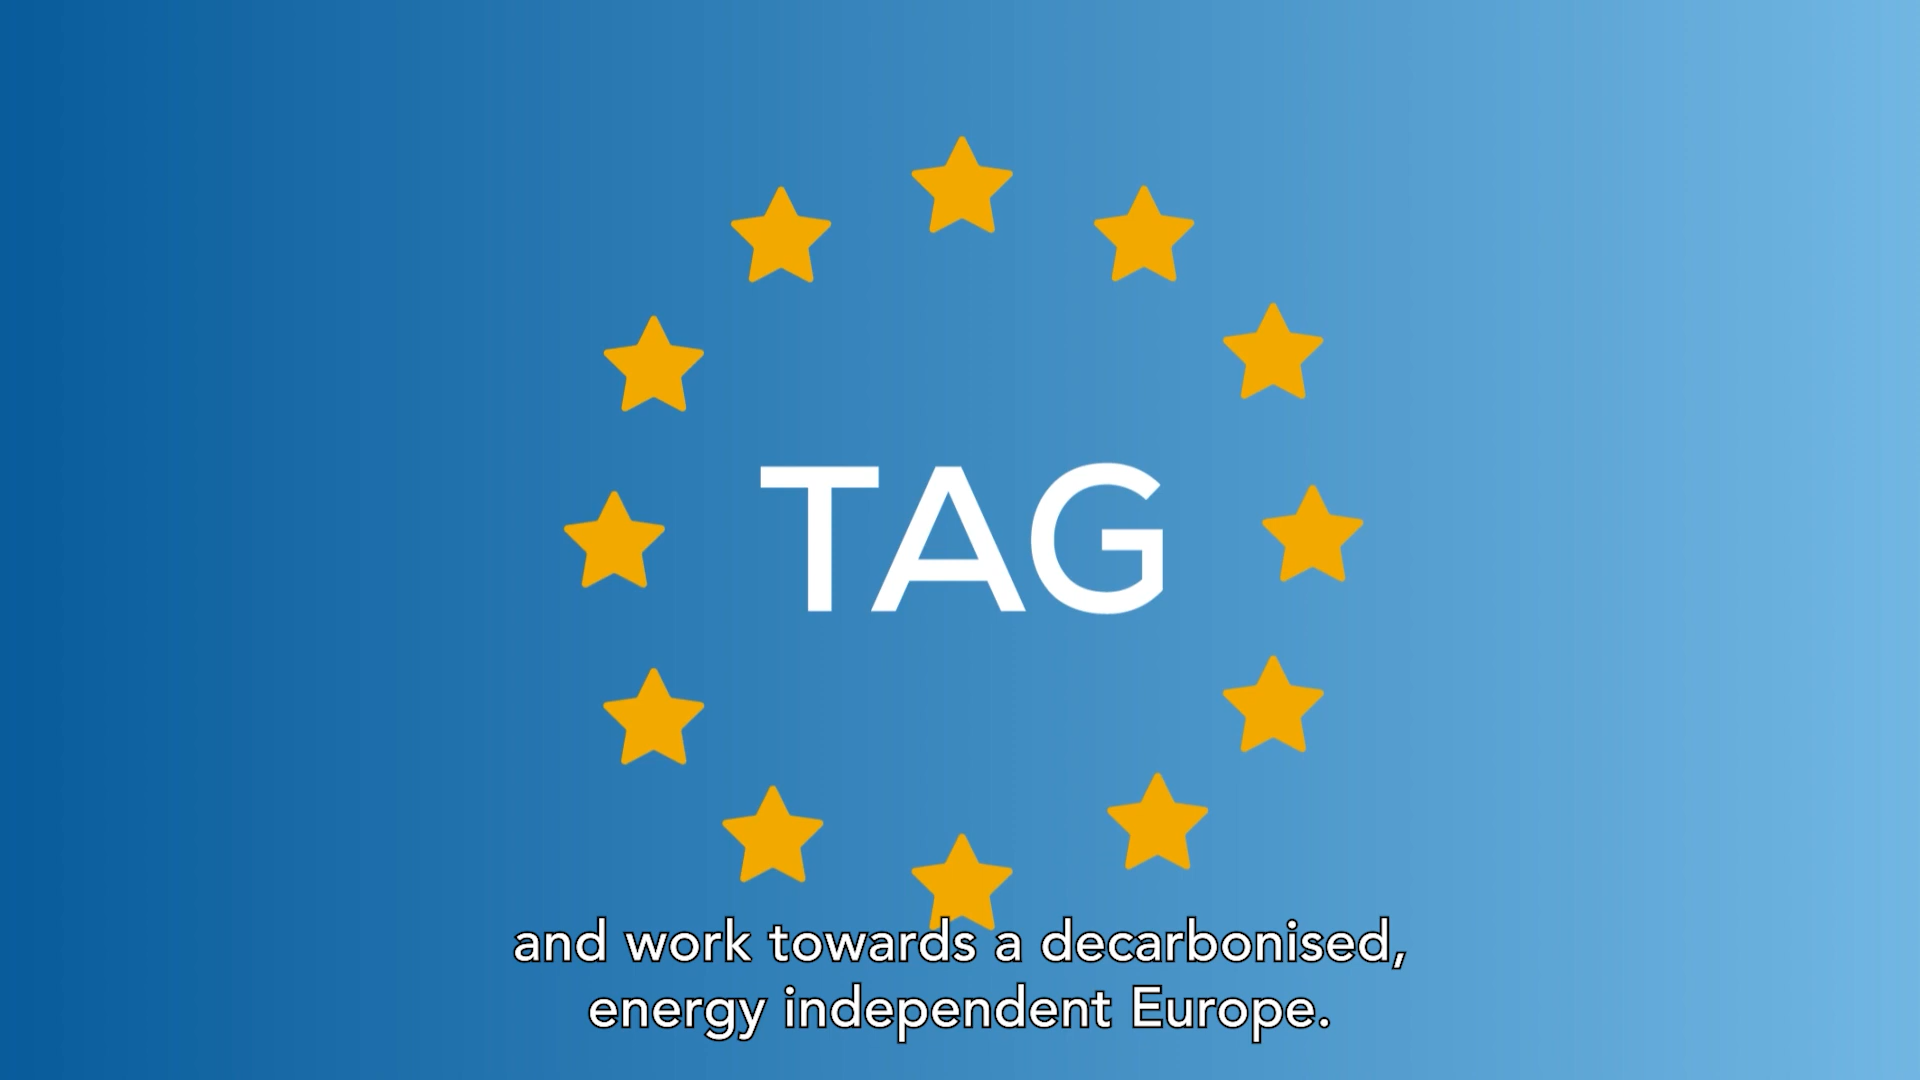 TAG
and work towards a decarbonised,
energy independent Europe.